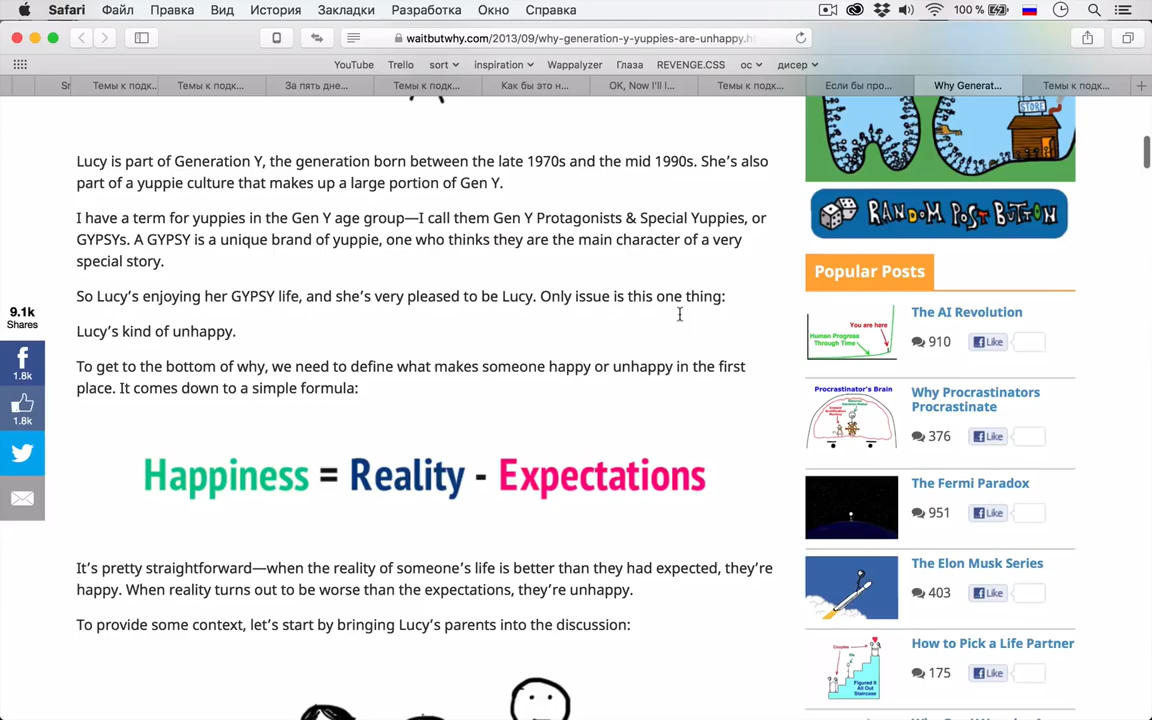 Safari Файл Правка Вид История Закладки Разработка Окно Справка 100 %
waitbutwhy.com/2013/09/why-generation-y-yuppies-are-unhappy.h
YouTube Trello sort inspiration Wappalyzer Глаза REVENGE.CSS ос дисер
Sr Темы к подк... Темы к подк... За пять дне... Темы к подк... Как бы это н... OK, Now I'll l... Темы к подк... Если бы про... Why Generat... Темы к подк...
STORE
Lucy is part of Generation Y, the generation born between the late 1970s and the mid 1990s. She's also
part of a yuppie culture that makes up a large portion of Gen Y.
I have a term for yuppies in the Gen Y age group—I call them Gen Y Protagonists & Special Yuppies, or
GYPSYs. A GYPSY is a unique brand of yuppie, one who thinks they are the main character of a very
special story.
So Lucy's enjoying her GYPSY life, and she's very pleased to be Lucy. Only issue is this one thing:
Lucy's kind of unhappy.
To get to the bottom of why, we need to define what makes someone happy or unhappy in the first
place. It comes down to a simple formula:
Happiness = Reality - Expectations
It's pretty straightforward—when the reality of someone's life is better than they had expected, they're
happy. When reality turns out to be worse than the expectations, they're unhappy.
To provide some context, let's start by bringing Lucy's parents into the discussion:
9.1k
Shares
1.8k
1.8k
RANDOM POST BUTTON
Popular Posts
You are here
Human Progress
Through Time
The AI Revolution
910 Like
Procrastinator's Brain
Why Procrastinators
Procrastinate
376 Like
The Fermi Paradox
951 Like
The Elon Musk Series
403 Like
How to Pick a Life Partner
175 Like
Figured It
All Out
Staircase